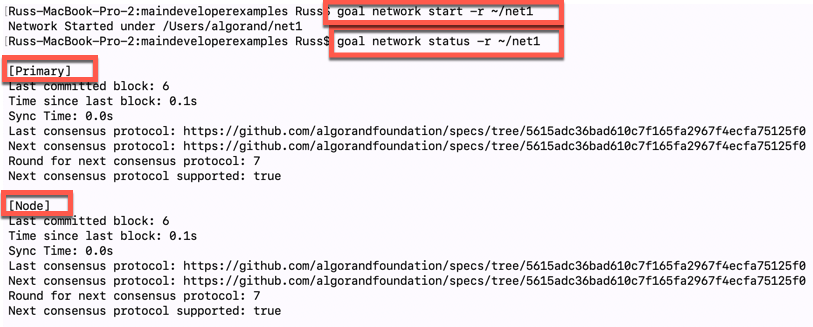 [Russ-MacBook-Pro-2:maindeveloperexamples Russ$ goal network start -r ~/net1
Network Started under /Users/algorand/net1
[Russ-MacBook-Pro-2:maindeveloperexamples Russ$ goal network status -r ~/net1
[Primary]
Last committed block: 6
Time since last block: 0.1s
Sync Time: 0.0s
Last consensus protocol: https://github.com/algorandfoundation/specs/tree/5615adc36bad610c7f165fa2967f4ecfa75125f0
Next consensus protocol: https://github.com/algorandfoundation/specs/tree/5615adc36bad610c7f165fa2967f4ecfa75125f0
Round for next consensus protocol: 7
Next consensus protocol supported: true
[Node]
Last committed block: 6
Time since last block: 0.1s
Sync Time: 0.0s
Last consensus protocol: https://github.com/algorandfoundation/specs/tree/5615adc36bad610c7f165fa2967f4ecfa75125f0
Next consensus protocol: https://github.com/algorandfoundation/specs/tree/5615adc36bad610c7f165fa2967f4ecfa75125f0
Round for next consensus protocol: 7
Next consensus protocol supported: true